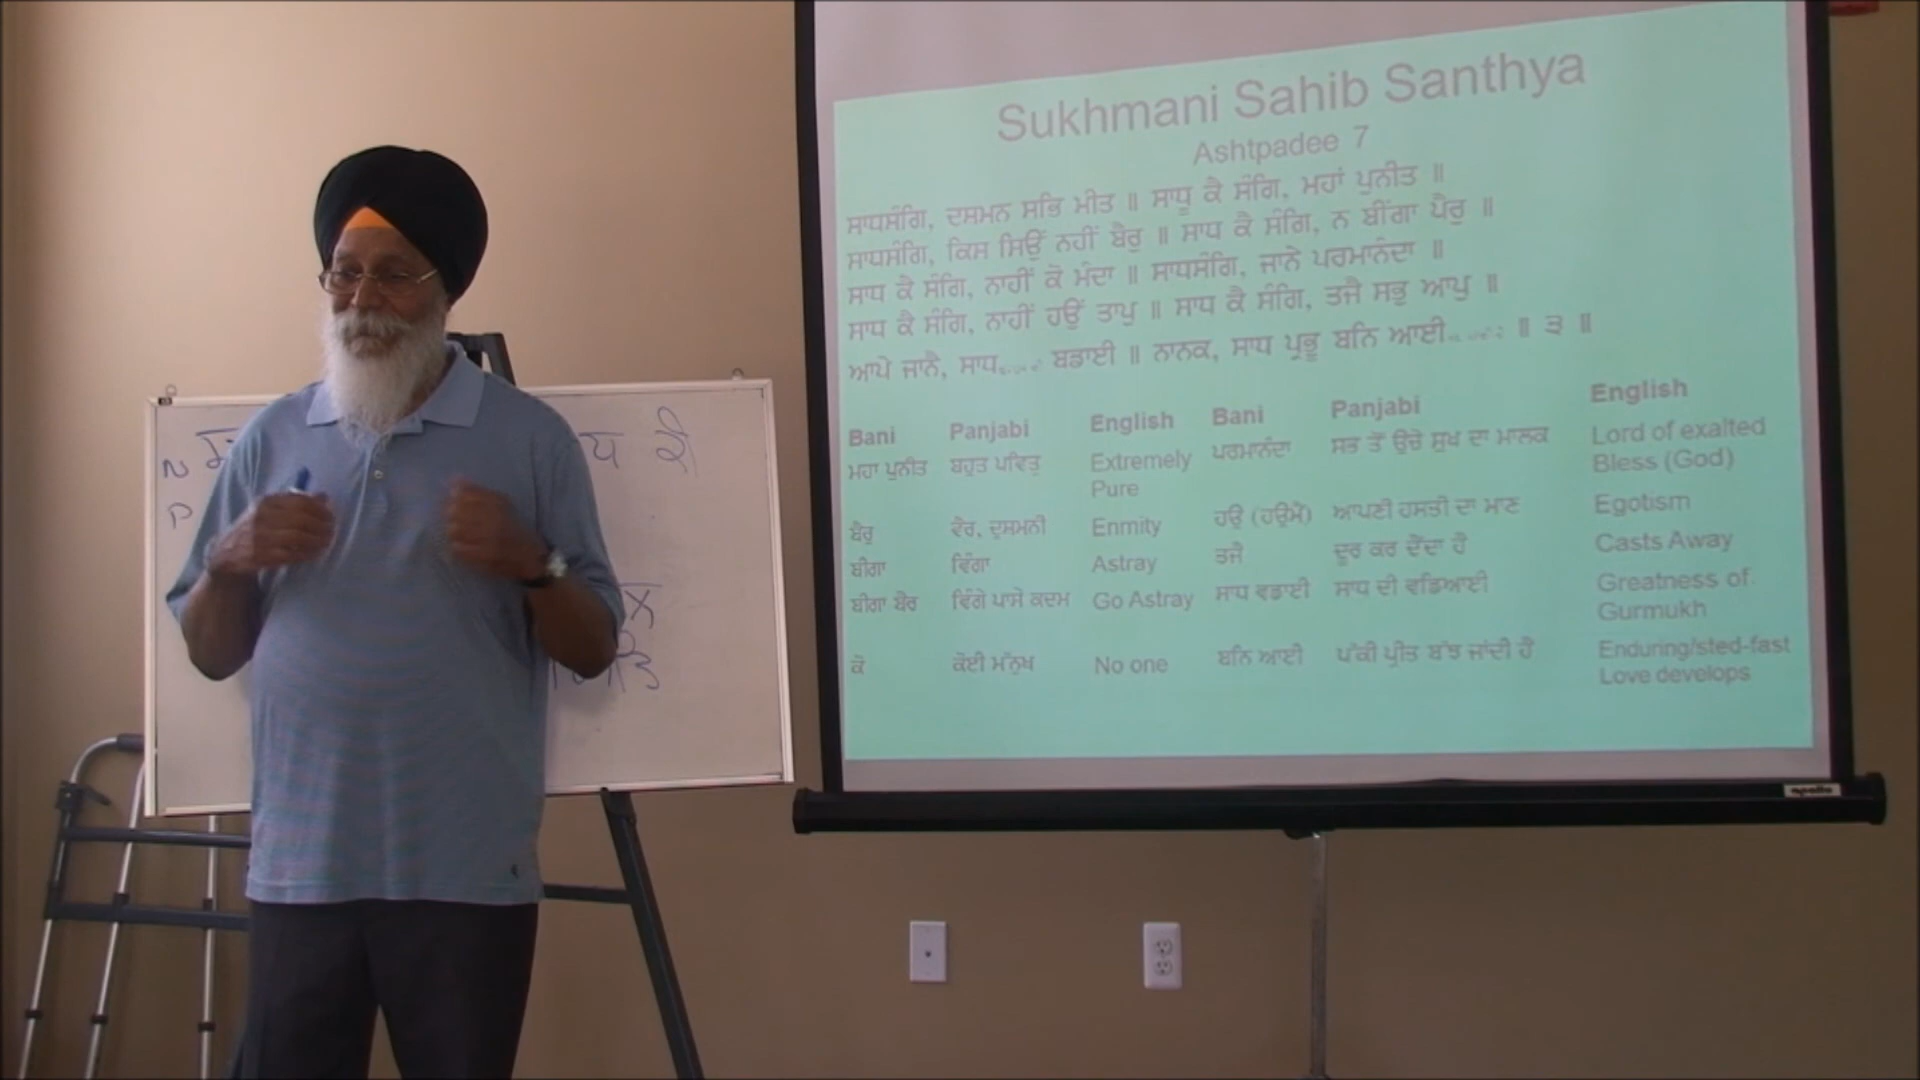 Sukhmani Sahib Santhya
Ashtpadee 7
ਸਾਧਸੰਗਿ, ਦਸਮਨ ਸਭਿ ਮੀਤ ॥ ਸਾਧੂ ਕੈ ਸੰਗਿ, ਮਹਾਂ ਪੁਨੀਤ ॥
ਸਾਧਸੰਗਿ, ਕਿਸ ਸਿਉਂ ਨਹੀਂ ਬੈਰੁ ॥ ਸਾਧ ਕੈ ਸੰਗਿ, ਨ ਬੀਂਗਾ ਪੈਰੁ ॥
ਸਾਧ ਕੈ ਸੰਗਿ, ਨਾਹੀਂ ਕੋ ਮੰਦਾ ॥ ਸਾਧਸੰਗਿ, ਜਾਨੇ ਪਰਮਾਨੰਦਾ ॥
ਸਾਧ ਕੈ ਸੰਗਿ, ਨਾਹੀਂ ਹਉਂ ਤਾਪੁ ॥ ਸਾਧ ਕੈ ਸੰਗਿ, ਤਜੈ ਸਭੁ ਆਪੁ ॥
ਆਪੇ ਜਾਨੈ, ਸਾਧ ਬਡਾਈ ॥ ਨਾਨਕ, ਸਾਧ ਪ੍ਰਭੂ ਬਨਿ ਆਈ ॥ ੩ ॥
Bani Panjabi English Bani Panjabi English
ਮਹਾ ਪੁਨੀਤ ਬਹੁਤ ਪਵਿਤ੍ਰ Extremely Pure ਪਰਮਾਨੰਦਾ ਸਭ ਤੋਂ ਉਚੇ ਸੁਖ ਦਾ ਮਾਲਕ Lord of exalted Bless (God)
ਬੈਰੁ ਵੈਰ, ਦੁਸ਼ਮਨੀ Enmity ਹਉ (ਹਉਮੈਂ) ਆਪਣੀ ਹਸਤੀ ਦਾ ਮਾਣ Egotism
ਬੀਗਾ ਵਿੰਗਾ Astray ਤਜੈ ਦੂਰ ਕਰ ਦੇਂਦਾ ਹੈ Casts Away
ਬੀਗਾ ਬੈਰ ਵਿੰਗੇ ਪਾਸੇ ਕਦਮ Go Astray ਸਾਧ ਵਡਾਈ ਸਾਧ ਦੀ ਵਡਿਆਈ Greatness of Gurmukh
ਕੋ ਕੋਈ ਮੱਨੁਖ No one ਬਨਿ ਆਈ ਪੱਕੀ ਪ੍ਰੀਤ ਬੱਝ ਜਾਂਦੀ ਹੈ Enduring/sted-fast Love develops
apollo
N
P